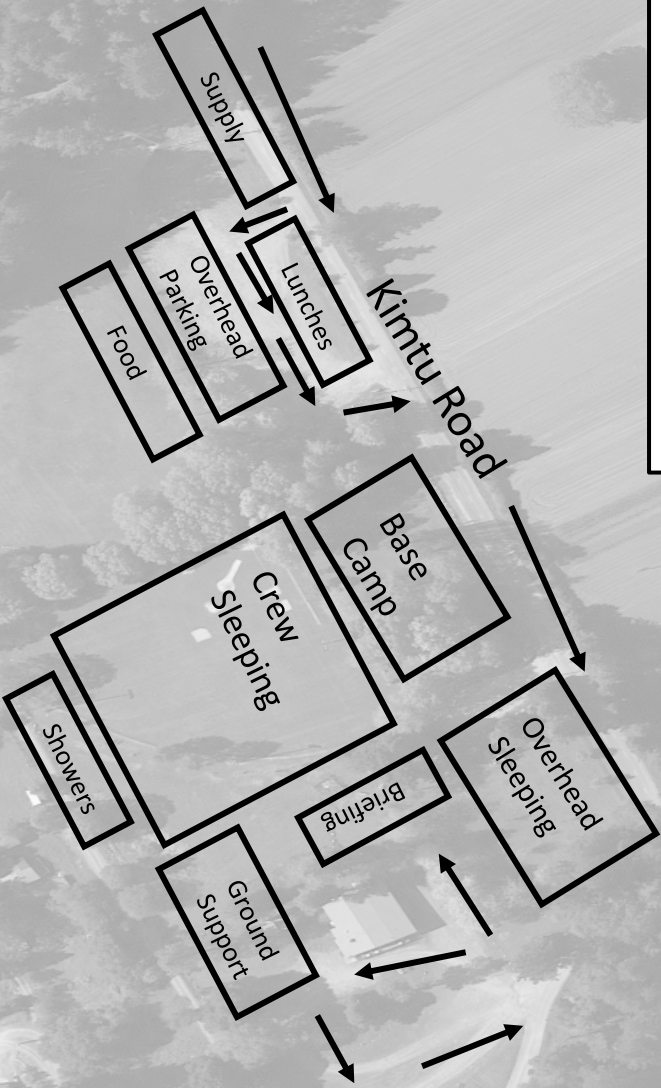 Supply
Kimtu Road
Lunches
Overhead
Parking
Food
Base
Camp
Crew
Sleeping
Showers
Overhead
Sleeping
Briefing
Ground
Support